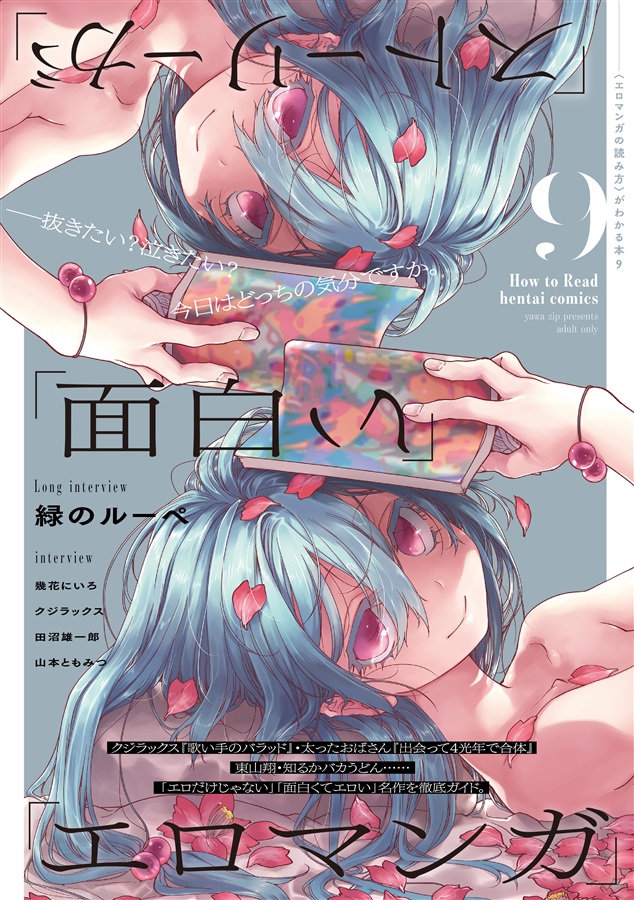 「ストーリーが」
〈エロマンガの読み方〉がわかる本 9
9
How to Read
hentai comics
yawa zip presents
adult only
――抜きたい?泣きたい?
今日はどっちの気分ですか。
「面白い」
Long interview
緑のルーペ
interview
幾花にいろ
クジラックス
田沼雄一郎
山本ともみつ
クジラックス『歌い手のバラッド』・太ったおばさん『出会って4光年で合体』
東山翔・知るかバカうどん……
「エロだけじゃない」「面白くてエロい」名作を徹底ガイド。
「エロマンガ」